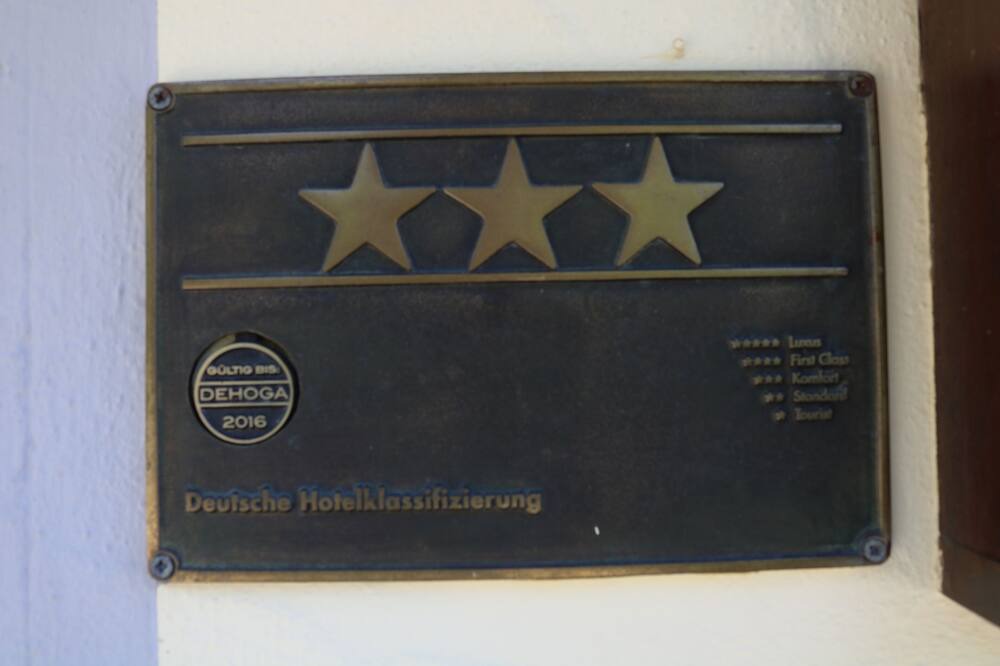 GÜLTIG BIS:
DEHOGA
2016
***** Luxus
**** First Class
*** Komfort
** Standard
* Tourist
Deutsche Hotelklassifizierung